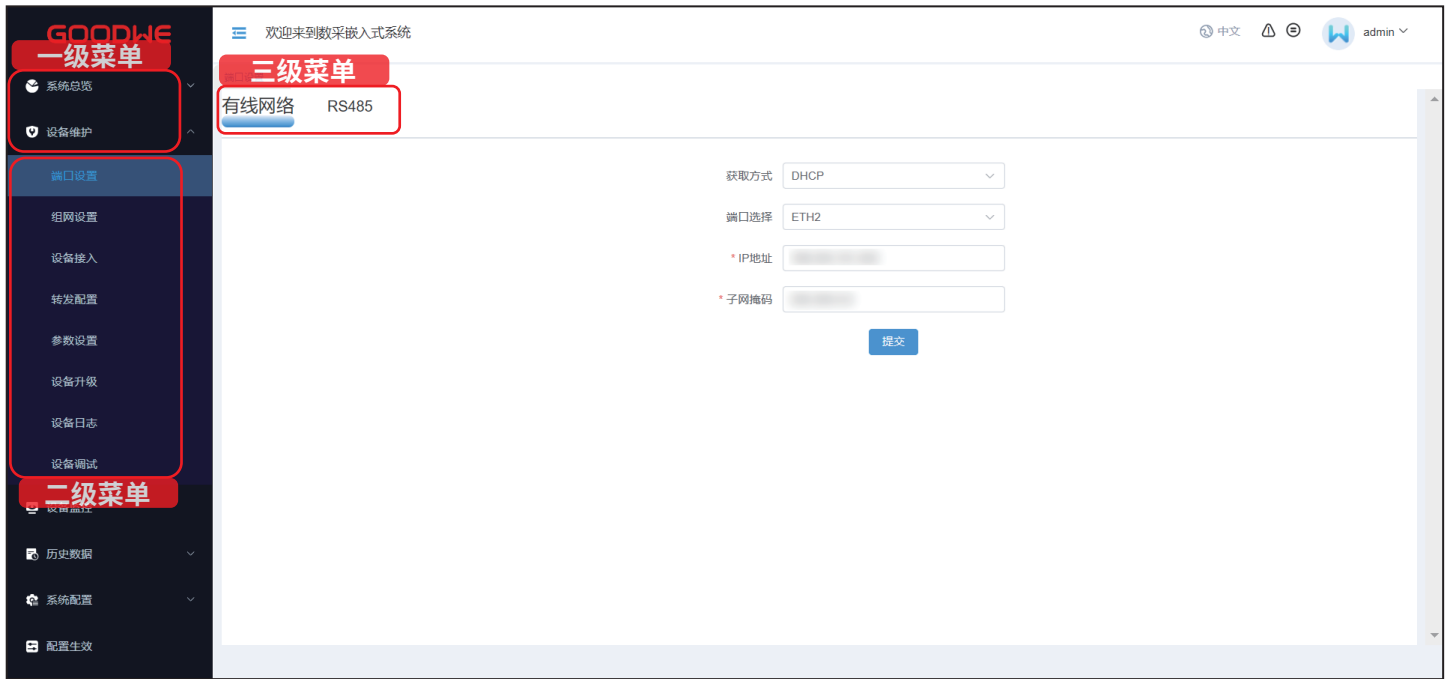 GOODWE
欢迎来到数采嵌入式系统
中文
admin
一级菜单
三级菜单
系统总览
有线网络
RS485
设备维护
端口设置
获取方式
DHCP
组网设置
端口选择
ETH2
设备接入
* IP地址
转发配置
* 子网掩码
参数设置
提交
设备升级
设备日志
设备调试
二级菜单
设备监控
历史数据
系统配置
配置生效